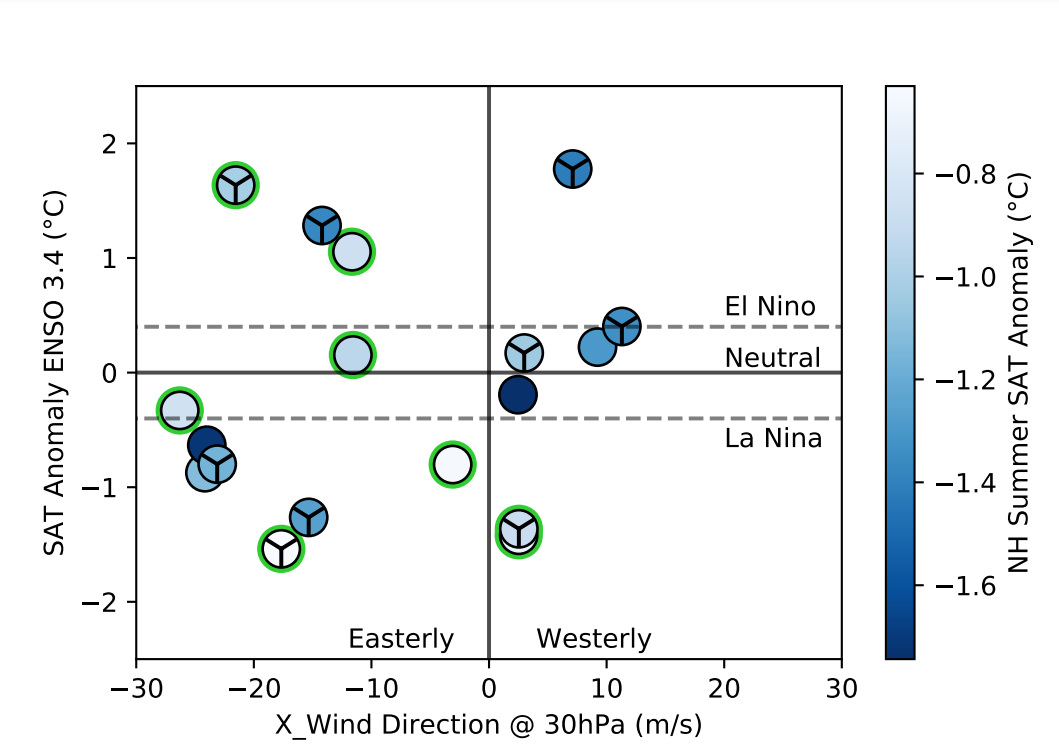 2
1
0
−1
−2
SAT Anomaly ENSO 3.4 (°C)
El Nino
Neutral
La Nina
Easterly
Westerly
−30
−20
−10
0
10
20
30
X_Wind Direction @ 30hPa (m/s)
−0.8
−1.0
−1.2
−1.4
−1.6
NH Summer SAT Anomaly (°C)